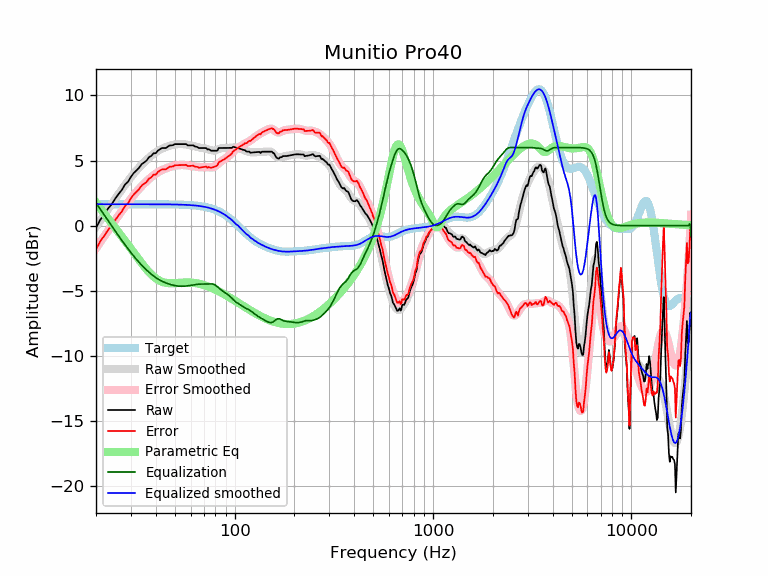 Munitio Pro40
Amplitude (dBr)
10
5
0
−5
−10
−15
−20
Target
Raw Smoothed
Error Smoothed
Raw
Error
Parametric Eq
Equalization
Equalized smoothed
100
1000
10000
Frequency (Hz)